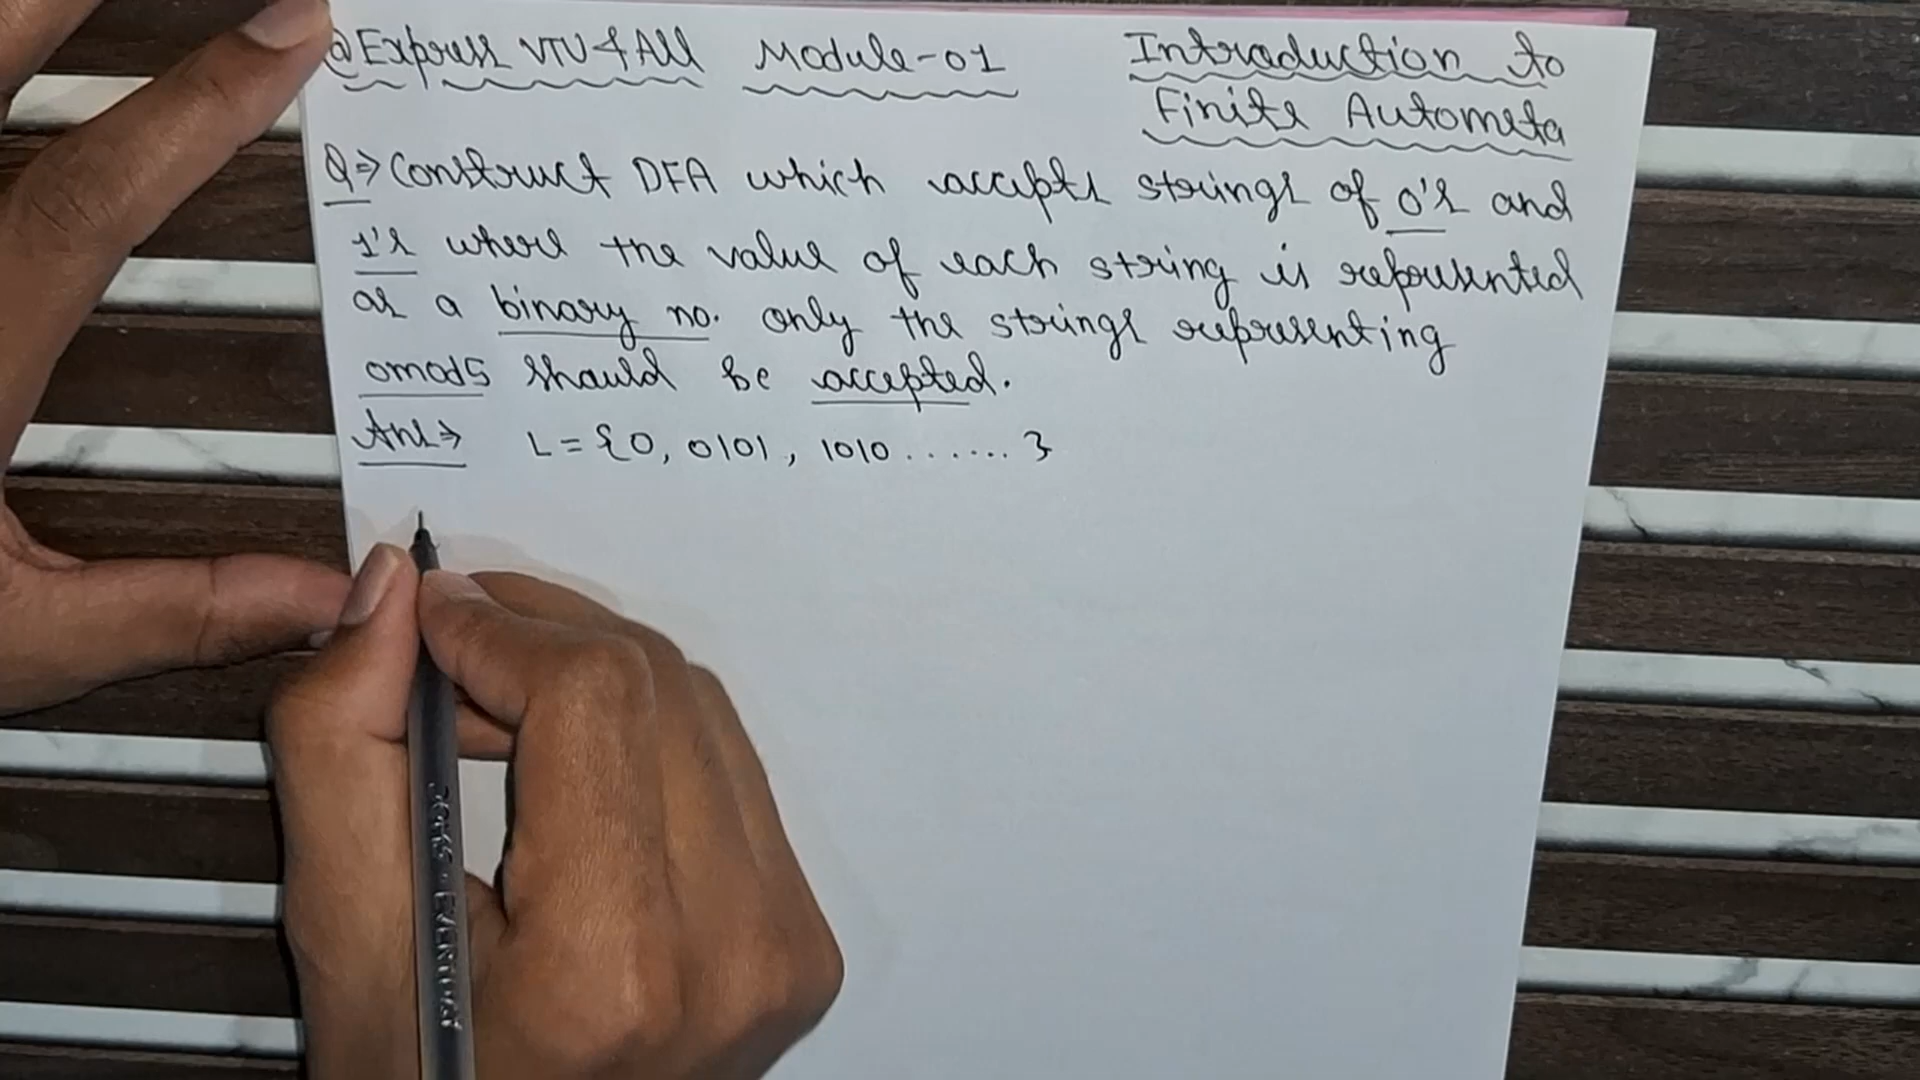 @Express VTU 4 All Module-01 Introduction to
Finite Autometa
Q⇒ Construct DFA which accepts strings of 0's and
1's where the value of each string is represented
as a binary no. only the strings representing
0mod5 should be accepted.
Ans⇒ L = {0, 0101, 1010 ....... }